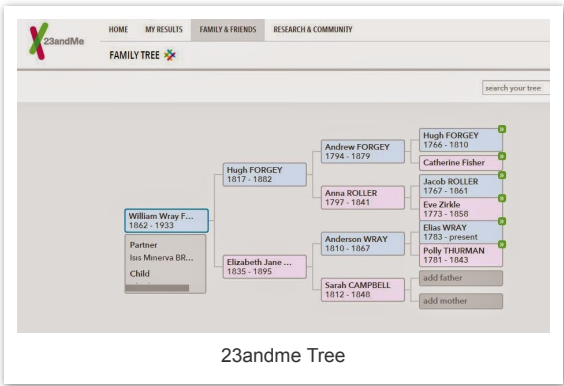 23andMe
HOME MY RESULTS FAMILY & FRIENDS RESEARCH & COMMUNITY
FAMILY TREE
search your tree
William Wray F...
1862 - 1933
Partner
Isis Minerva BR...
Child
Hugh FORGEY
1817 - 1882
Elizabeth Jane ...
1835 - 1895
Andrew FORGEY
1794 - 1879
Anna ROLLER
1797 - 1841
Anderson WRAY
1810 - 1867
Sarah CAMPBELL
1812 - 1848
Hugh FORGEY
1766 - 1810
Catherine Fisher
Jacob ROLLER
1767 - 1861
Eve Zirkle
1773 - 1858
Elias WRAY
1783 - present
Polly THURMAN
1781 - 1843
add father
add mother
23andme Tree